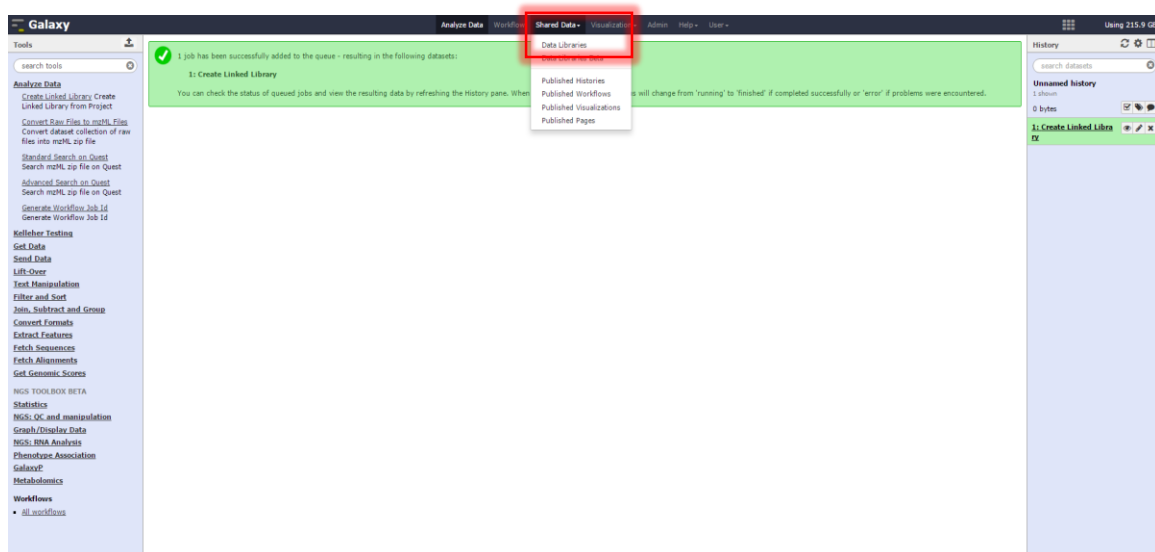 Galaxy
Analyze Data Workflow Shared Data Visualization Admin Help User
Using 215.9 GB
Tools
search tools
Analyze Data
Create Linked Library Create
Linked Library from Project
Convert Raw Files to mzML Files
Convert dataset collection of raw
files into mzML zip file
Standard Search on Quest
Search mzML zip file on Quest
Advanced Search on Quest
Search mzML zip file on Quest
Generate Workflow Job Id
Generate Workflow Job Id
Kelleher Testing
Get Data
Send Data
Lift-Over
Text Manipulation
Filter and Sort
Join, Subtract and Group
Convert Formats
Extract Features
Fetch Sequences
Fetch Alignments
Get Genomic Scores
NGS TOOLBOX BETA
Statistics
NGS: QC and manipulation
Graph/Display Data
NGS: RNA Analysis
Phenotype Association
GalaxyP
Metabolomics
Workflows
All workflows
1 job has been successfully added to the queue - resulting in the following datasets:
1: Create Linked Library
You can check the status of queued jobs and view the resulting data by refreshing the History pane. When
s will change from 'running' to 'finished' if completed successfully or 'error' if problems were encountered.
Data Libraries
Data Libraries Beta
Published Histories
Published Workflows
Published Visualizations
Published Pages
History
search datasets
Unnamed history
1 shown
0 bytes
1: Create Linked Libra
ry